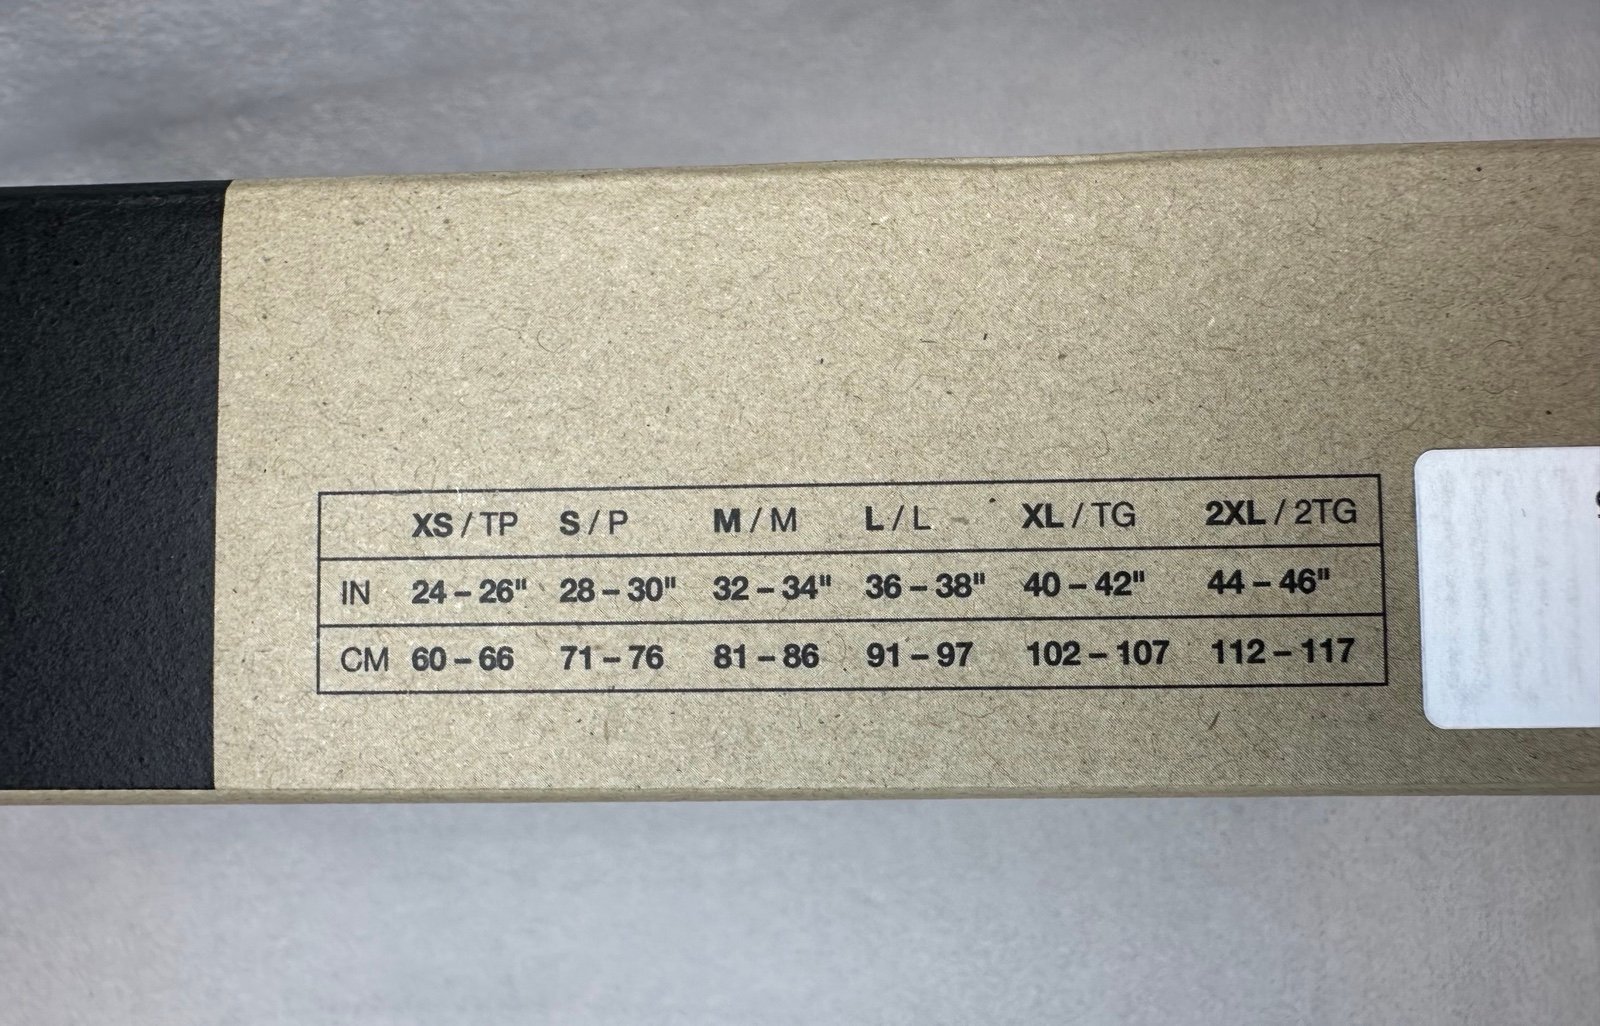 XS / TP S / P M / M L / L XL / TG 2XL / 2TG
IN 24 – 26" 28 – 30" 32 – 34" 36 – 38" 40 – 42" 44 – 46"
CM 60 – 66 71 – 76 81 – 86 91 – 97 102 – 107 112 – 117